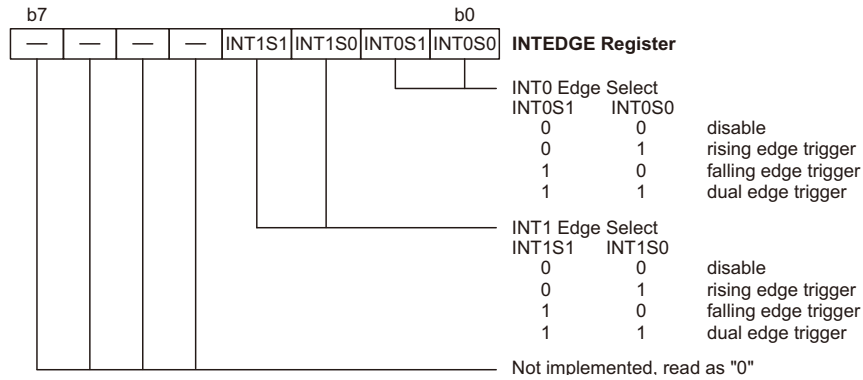 b7 b0
— — — — INT1S1 INT1S0 INT0S1 INT0S0 INTEDGE Register
INT0 Edge Select
INT0S1 INT0S0
0 0 disable
0 1 rising edge trigger
1 0 falling edge trigger
1 1 dual edge trigger
INT1 Edge Select
INT1S1 INT1S0
0 0 disable
0 1 rising edge trigger
1 0 falling edge trigger
1 1 dual edge trigger
Not implemented, read as "0"